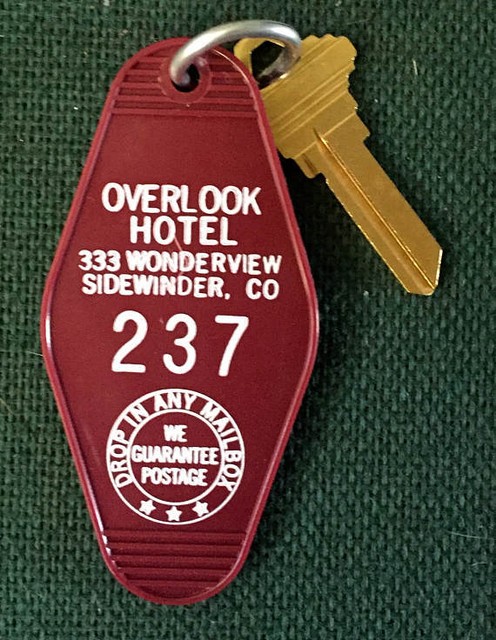 OVERLOOK
HOTEL
333 WONDERVIEW
SIDEWINDER, CO
237
DROP IN ANY MAILBOX
WE
GUARANTEE
POSTAGE